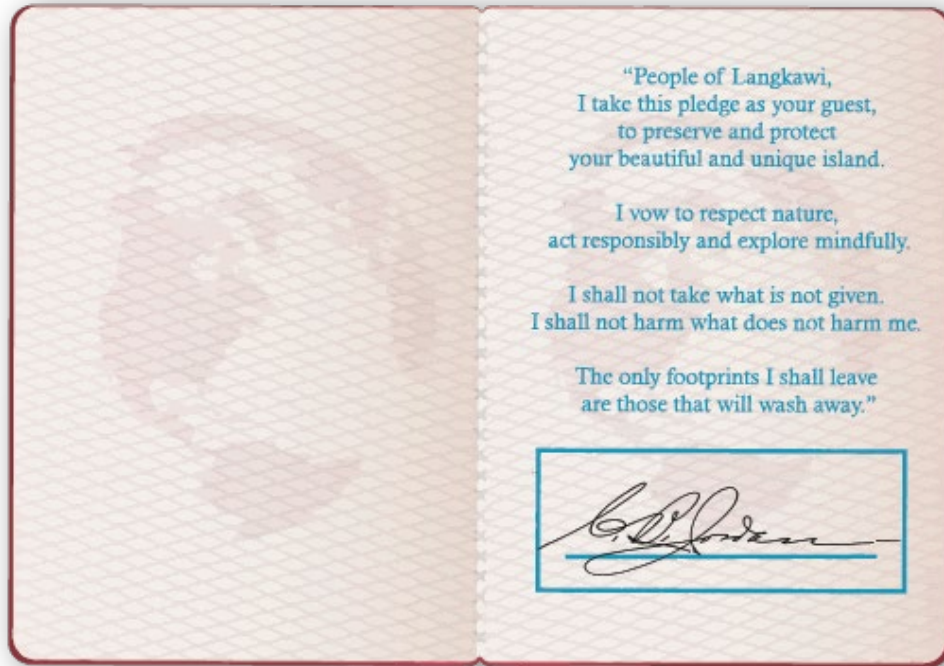 “People of Langkawi,
I take this pledge as your guest,
to preserve and protect
your beautiful and unique island.
I vow to respect nature,
act responsibly and explore mindfully.
I shall not take what is not given.
I shall not harm what does not harm me.
The only footprints I shall leave
are those that will wash away.”
C. D. Jordan